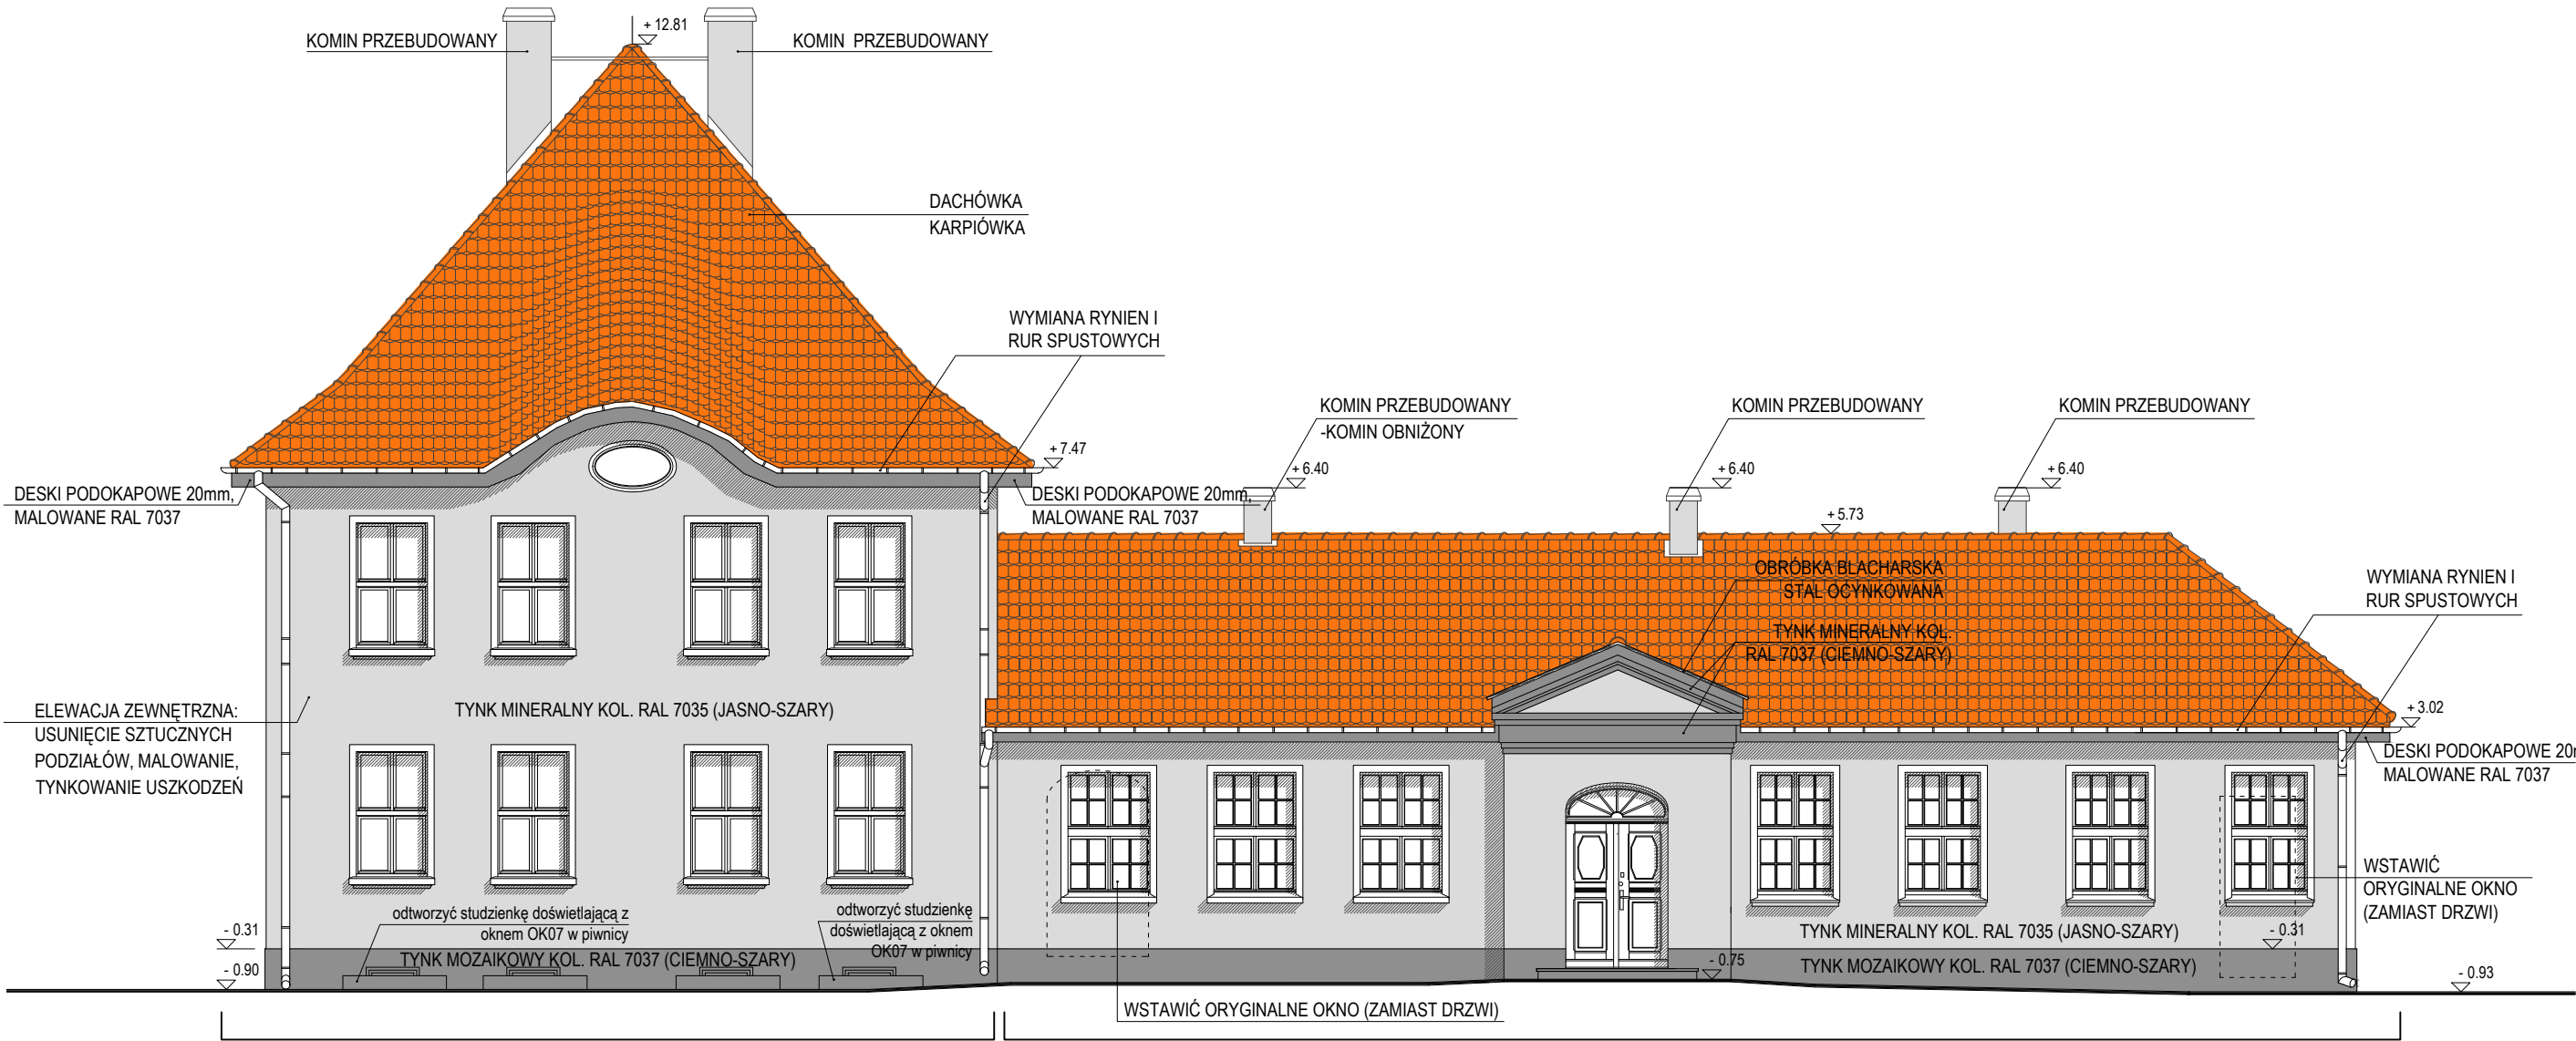 + 12.81
KOMIN PRZEBUDOWANY
KOMIN PRZEBUDOWANY
DACHÓWKA
KARPIÓWKA
WYMIANA RYNIEN I
RUR SPUSTOWYCH
KOMIN PRZEBUDOWANY
-KOMIN OBNIŻONY
KOMIN PRZEBUDOWANY
KOMIN PRZEBUDOWANY
+ 7.47
+ 6.40
+ 6.40
+ 6.40
DESKI PODOKAPOWE 20mm,
MALOWANE RAL 7037
DESKI PODOKAPOWE 20mm,
MALOWANE RAL 7037
+ 5.73
OBRÓBKA BLACHARSKA
STAL OCYNKOWANA
WYMIANA RYNIEN I
RUR SPUSTOWYCH
TYNK MINERALNY KOL.
RAL 7037 (CIEMNO-SZARY)
ELEWACJA ZEWNĘTRZNA:
USUNIĘCIE SZTUCZNYCH
PODZIAŁÓW, MALOWANIE,
TYNKOWANIE USZKODZEŃ
TYNK MINERALNY KOL. RAL 7035 (JASNO-SZARY)
+ 3.02
DESKI PODOKAPOWE 20m
MALOWANE RAL 7037
WSTAWIĆ
ORYGINALNE OKNO
(ZAMIAST DRZWI)
odtworzyć studzienkę doświetlającą z
oknem OK07 w piwnicy
odtworzyć studzienkę
doświetlającą z oknem
OK07 w piwnicy
- 0.31
TYNK MINERALNY KOL. RAL 7035 (JASNO-SZARY)
- 0.31
TYNK MOZAIKOWY KOL. RAL 7037 (CIEMNO-SZARY)
- 0.90
- 0.75
TYNK MOZAIKOWY KOL. RAL 7037 (CIEMNO-SZARY)
- 0.93
WSTAWIĆ ORYGINALNE OKNO (ZAMIAST DRZWI)